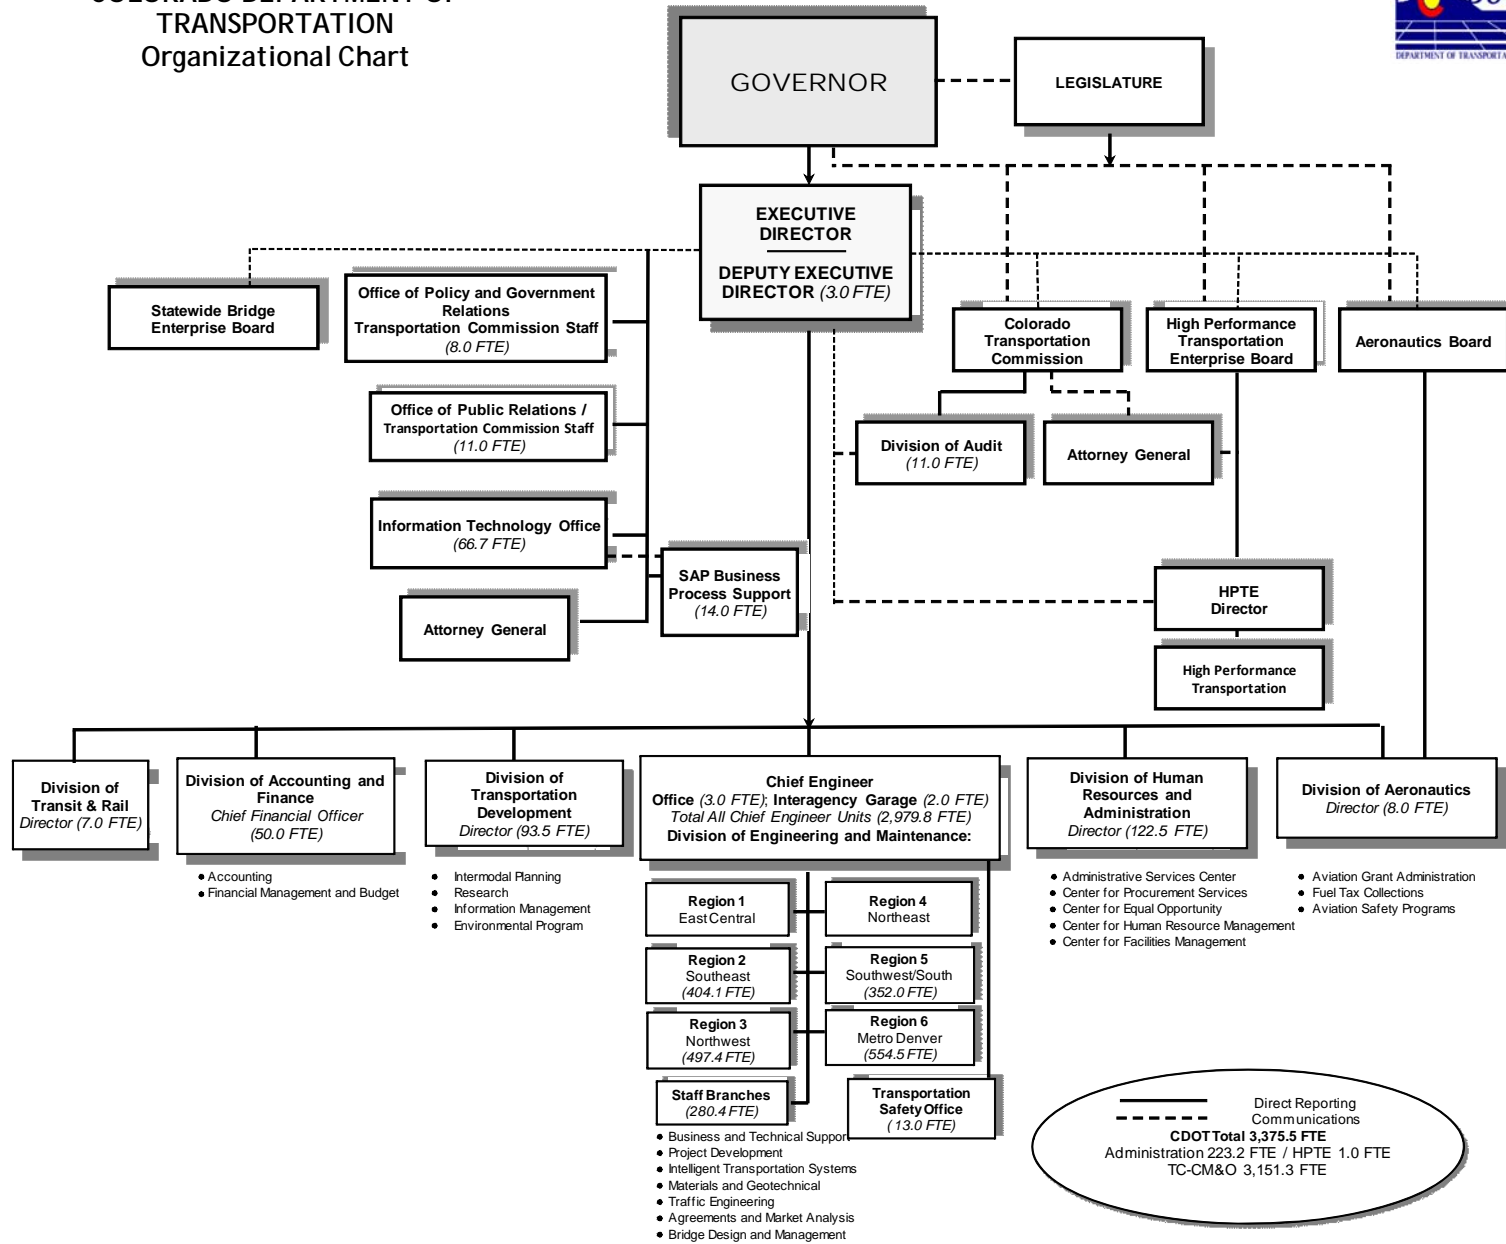 COLORADO DEPARTMENT OF
TRANSPORTATION
Organizational Chart
DEPARTMENT OF TRANSPORTA
GOVERNOR
LEGISLATURE
EXECUTIVE
DIRECTOR
DEPUTY EXECUTIVE
DIRECTOR (3.0 FTE)
Statewide Bridge
Enterprise Board
Office of Policy and Government
Relations
Transportation Commission Staff
(8.0 FTE)
Colorado
Transportation
Commission
High Performance
Transportation
Enterprise Board
Aeronautics Board
Office of Public Relations /
Transportation Commission Staff
(11.0 FTE)
Division of Audit
(11.0 FTE)
Attorney General
Information Technology Office
(66.7 FTE)
SAP Business
Process Support
(14.0 FTE)
Attorney General
HPTE
Director
High Performance
Transportation
Division of
Transit & Rail
Director (7.0 FTE)
Division of Accounting and
Finance
Chief Financial Officer
(50.0 FTE)
• Accounting
• Financial Management and Budget
Division of
Transportation
Development
Director (93.5 FTE)
• Intermodal Planning
• Research
• Information Management
• Environmental Program
Chief Engineer
Office (3.0 FTE); Interagency Garage (2.0 FTE)
Total All Chief Engineer Units (2,979.8 FTE)
Division of Engineering and Maintenance:
Division of Human
Resources and
Administration
Director (122.5 FTE)
• Administrative Services Center
• Center for Procurement Services
• Center for Equal Opportunity
• Center for Human Resource Management
• Center for Facilities Management
Division of Aeronautics
Director (8.0 FTE)
• Aviation Grant Administration
• Fuel Tax Collections
• Aviation Safety Programs
Region 1
East Central
Region 4
Northeast
Region 2
Southeast
(404.1 FTE)
Region 5
Southwest/South
(352.0 FTE)
Region 3
Northwest
(497.4 FTE)
Region 6
Metro Denver
(554.5 FTE)
Staff Branches
(280.4 FTE)
Transportation
Safety Office
(13.0 FTE)
• Business and Technical Support
• Project Development
• Intelligent Transportation Systems
• Materials and Geotechnical
• Traffic Engineering
• Agreements and Market Analysis
• Bridge Design and Management
Direct Reporting
Communications
CDOT Total 3,375.5 FTE
Administration 223.2 FTE / HPTE 1.0 FTE
TC-CM&O 3,151.3 FTE